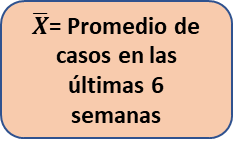 X̅= Promedio de
casos en las
últimas 6
semanas